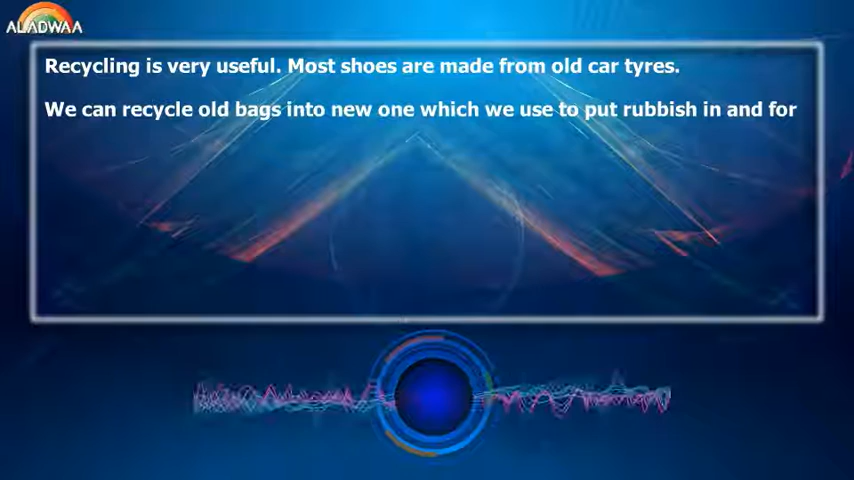 ALADWAA
Recycling is very useful. Most shoes are made from old car tyres.
We can recycle old bags into new one which we use to put rubbish in and for